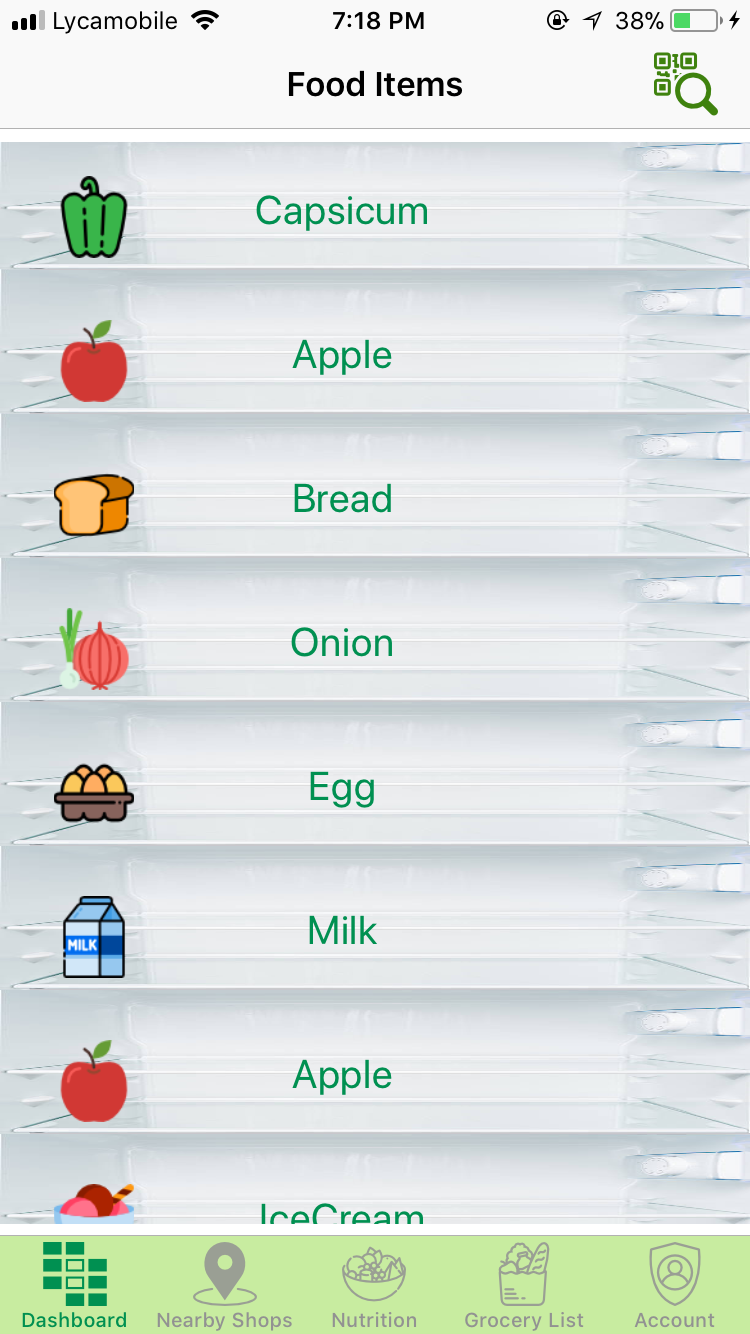 Lycamobile 7:18 PM 38%
Food Items
Capsicum
Apple
Bread
Onion
Egg
MILK Milk
Apple
IceCream
Dashboard Nearby Shops Nutrition Grocery List Account